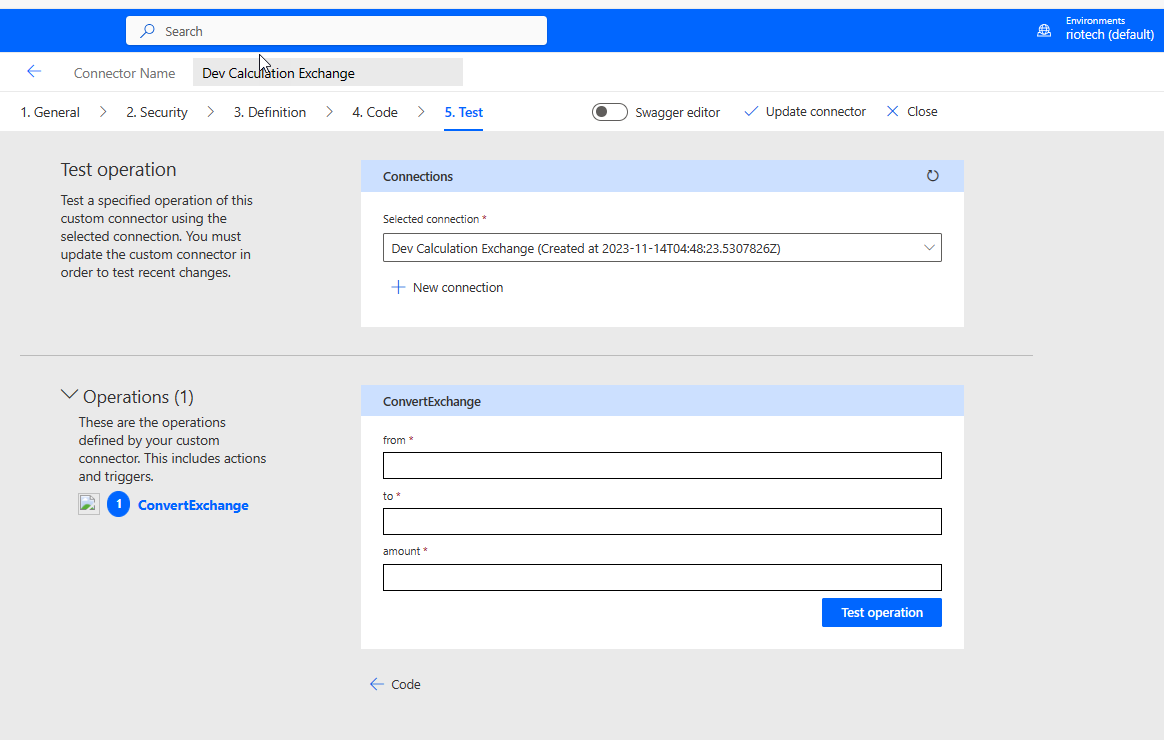 Search
Environments
riotech (default)
Connector Name
Dev Calculation Exchange
1. General
2. Security
3. Definition
4. Code
5. Test
Swagger editor
Update connector
Close
Test operation
Test a specified operation of this
custom connector using the
selected connection. You must
update the custom connector in
order to test recent changes.
Connections
Selected connection *
Dev Calculation Exchange (Created at 2023-11-14T04:48:23.5307826Z)
New connection
Operations (1)
These are the operations
defined by your custom
connector. This includes actions
and triggers.
1 ConvertExchange
ConvertExchange
from *
to *
amount *
Test operation
Code